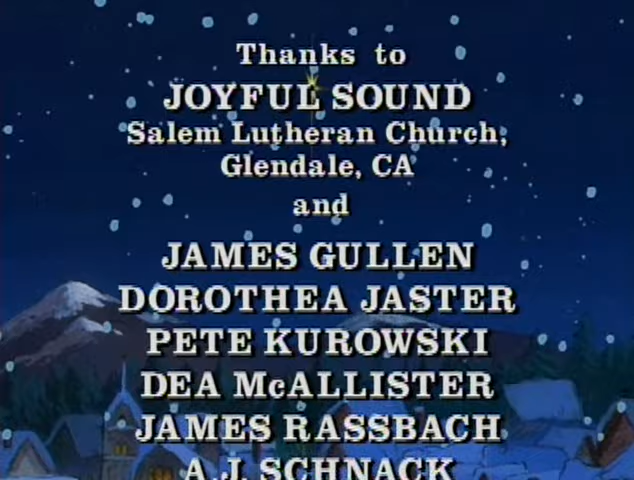 Thanks to
JOYFUL SOUND
Salem Lutheran Church,
Glendale, CA
and
JAMES GULLEN
DOROTHEA JASTER
PETE KUROWSKI
DEA McALLISTER
JAMES RASSBACH
A.J. SCHNACK